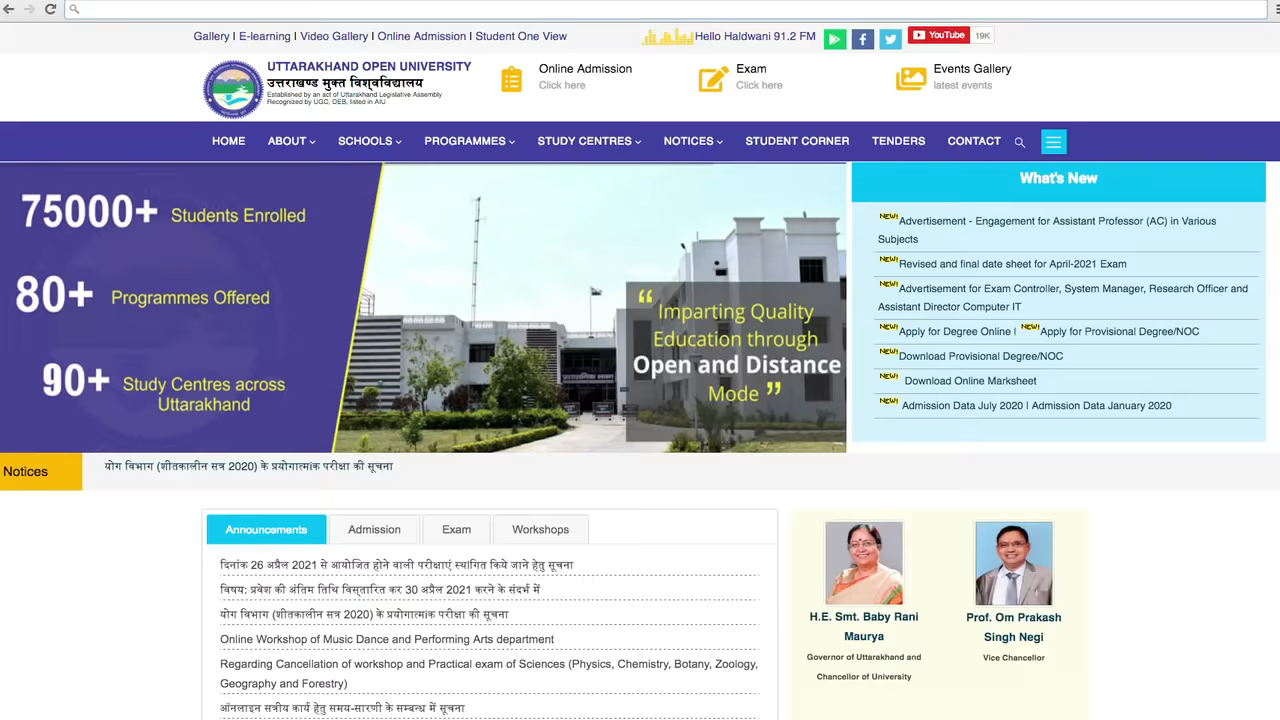 Gallery I E-learning I Video Gallery I Online Admission I Student One View
Hello Haldwani 91.2 FM
YouTube 19K
UTTARAKHAND OPEN UNIVERSITY
उत्तराखण्ड मुक्त विश्वविद्यालय
Established by an act of Uttarakhand Legislative Assembly
Recognized by UGC, DEB, listed in AIU
Online Admission
Click here
Exam
Click here
Events Gallery
latest events
HOME ABOUT SCHOOLS PROGRAMMES STUDY CENTRES NOTICES STUDENT CORNER TENDERS CONTACT
75000+ Students Enrolled
80+ Programmes Offered
90+ Study Centres across
Uttarakhand
“ Imparting Quality
Education through
Open and Distance
Mode ”
What's New
NEW! Advertisement - Engagement for Assistant Professor (AC) in Various
Subjects
NEW! Revised and final date sheet for April-2021 Exam
NEW! Advertisement for Exam Controller, System Manager, Research Officer and
Assistant Director Computer IT
NEW! Apply for Degree Online I NEW! Apply for Provisional Degree/NOC
NEW! Download Provisional Degree/NOC
NEW! Download Online Marksheet
NEW! Admission Data July 2020 I Admission Data January 2020
Notices
योग विभाग (शीतकालीन सत्र 2020) के प्रयोगात्मक परीक्षा की सूचना
Announcements Admission Exam Workshops
दिनांक 26 अप्रैल 2021 से आयोजित होने वाली परीक्षाएं स्थगित किये जाने हेतु सूचना
विषय: प्रवेश की अंतिम तिथि विस्तारित कर 30 अप्रैल 2021 करने के संदर्भ में
योग विभाग (शीतकालीन सत्र 2020) के प्रयोगात्मक परीक्षा की सूचना
Online Workshop of Music Dance and Performing Arts department
Regarding Cancellation of workshop and Practical exam of Sciences (Physics, Chemistry, Botany, Zoology,
Geography and Forestry)
ऑनलाइन सत्रीय कार्य हेतु समय-सारणी के सम्बन्ध में सूचना
H.E. Smt. Baby Rani
Maurya
Governor of Uttarakhand and
Chancellor of University
Prof. Om Prakash
Singh Negi
Vice Chancellor